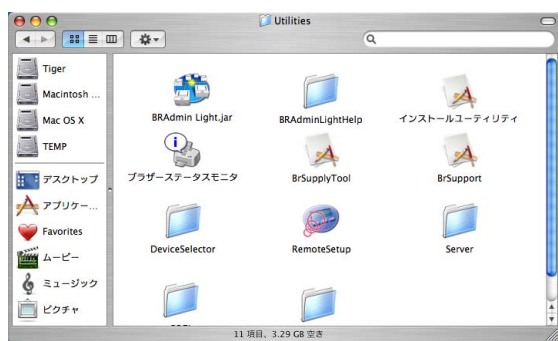 Utilities
Tiger
Macintosh ...
Mac OS X
TEMP
デスクトップ
アプリケー...
Favorites
ムービー
ミュージック
ピクチャ
BRAdmin Light.jar
BRAdminLightHelp
インストールユーティリティ
ブラザーステータスモニタ
BrSupplyTool
BrSupport
DeviceSelector
RemoteSetup
Server
11 項目、3.29 GB 空き